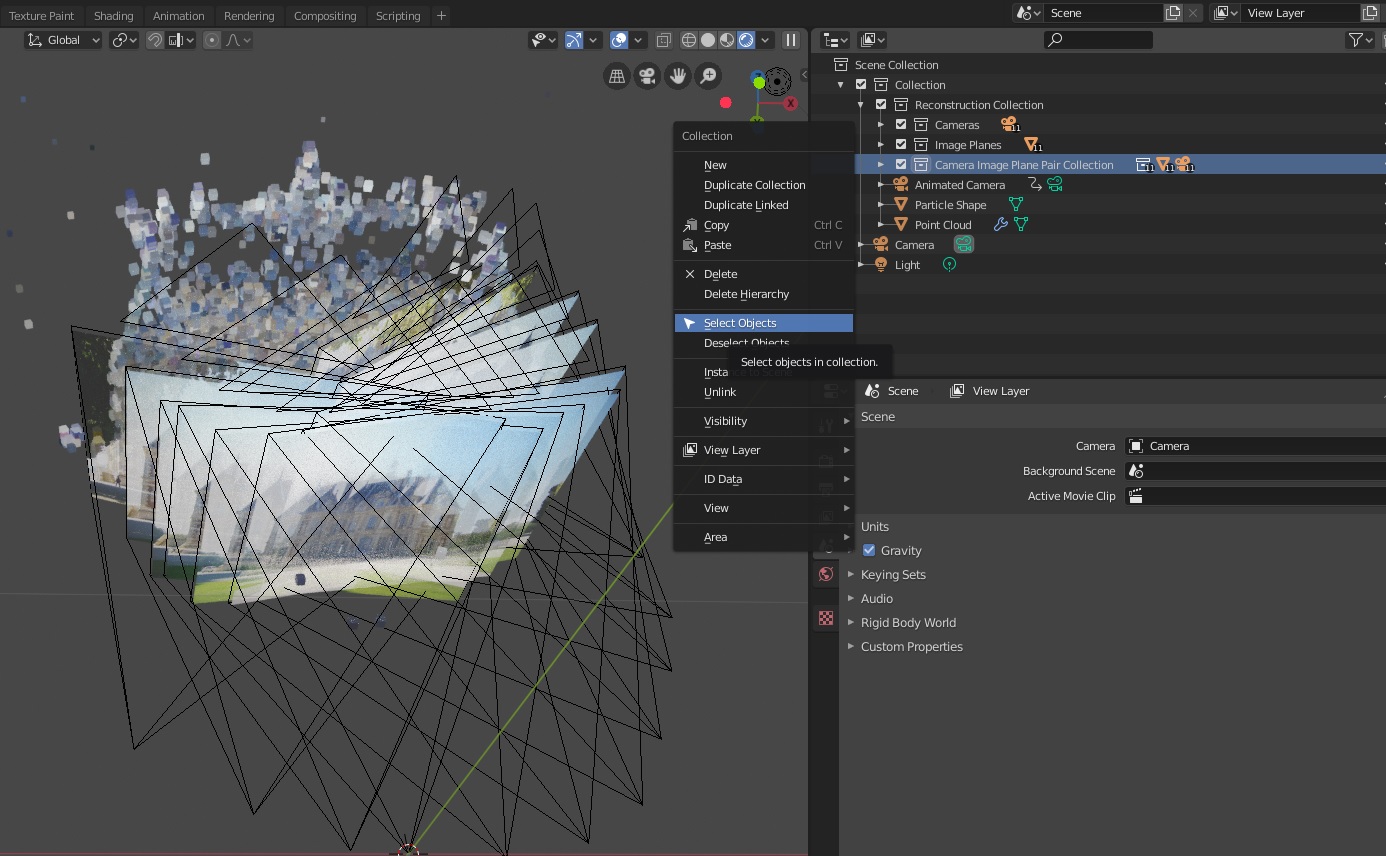 Texture Paint Shading Animation Rendering Compositing Scripting + Scene View Layer
Global
Scene Collection
Collection
Reconstruction Collection
Cameras 11
Image Planes 11
Camera Image Plane Pair Collection 11 11 11
Animated Camera
Particle Shape
Point Cloud
Camera
Light
X
Y
Collection
New
Duplicate Collection
Duplicate Linked
Copy Ctrl C
Paste Ctrl V
Delete
Delete Hierarchy
Select Objects
Deselect Objects
Select objects in collection.
Unlink
Visibility
View Layer
ID Data
View
Area
Scene View Layer
Scene
Camera Camera
Background Scene
Active Movie Clip
Units
Gravity
Keying Sets
Audio
Rigid Body World
Custom Properties